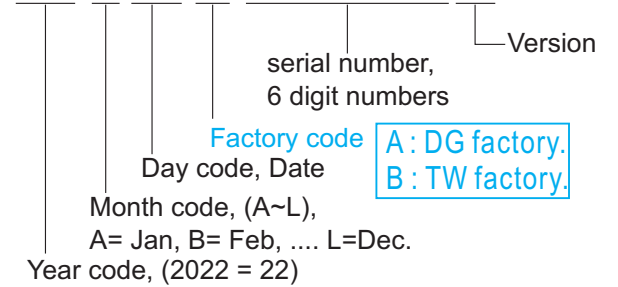 Version
serial number,
6 digit numbers
Factory code
A : DG factory.
B : TW factory.
Day code, Date
Month code, (A~L),
A= Jan, B= Feb, .... L=Dec.
Year code, (2022 = 22)